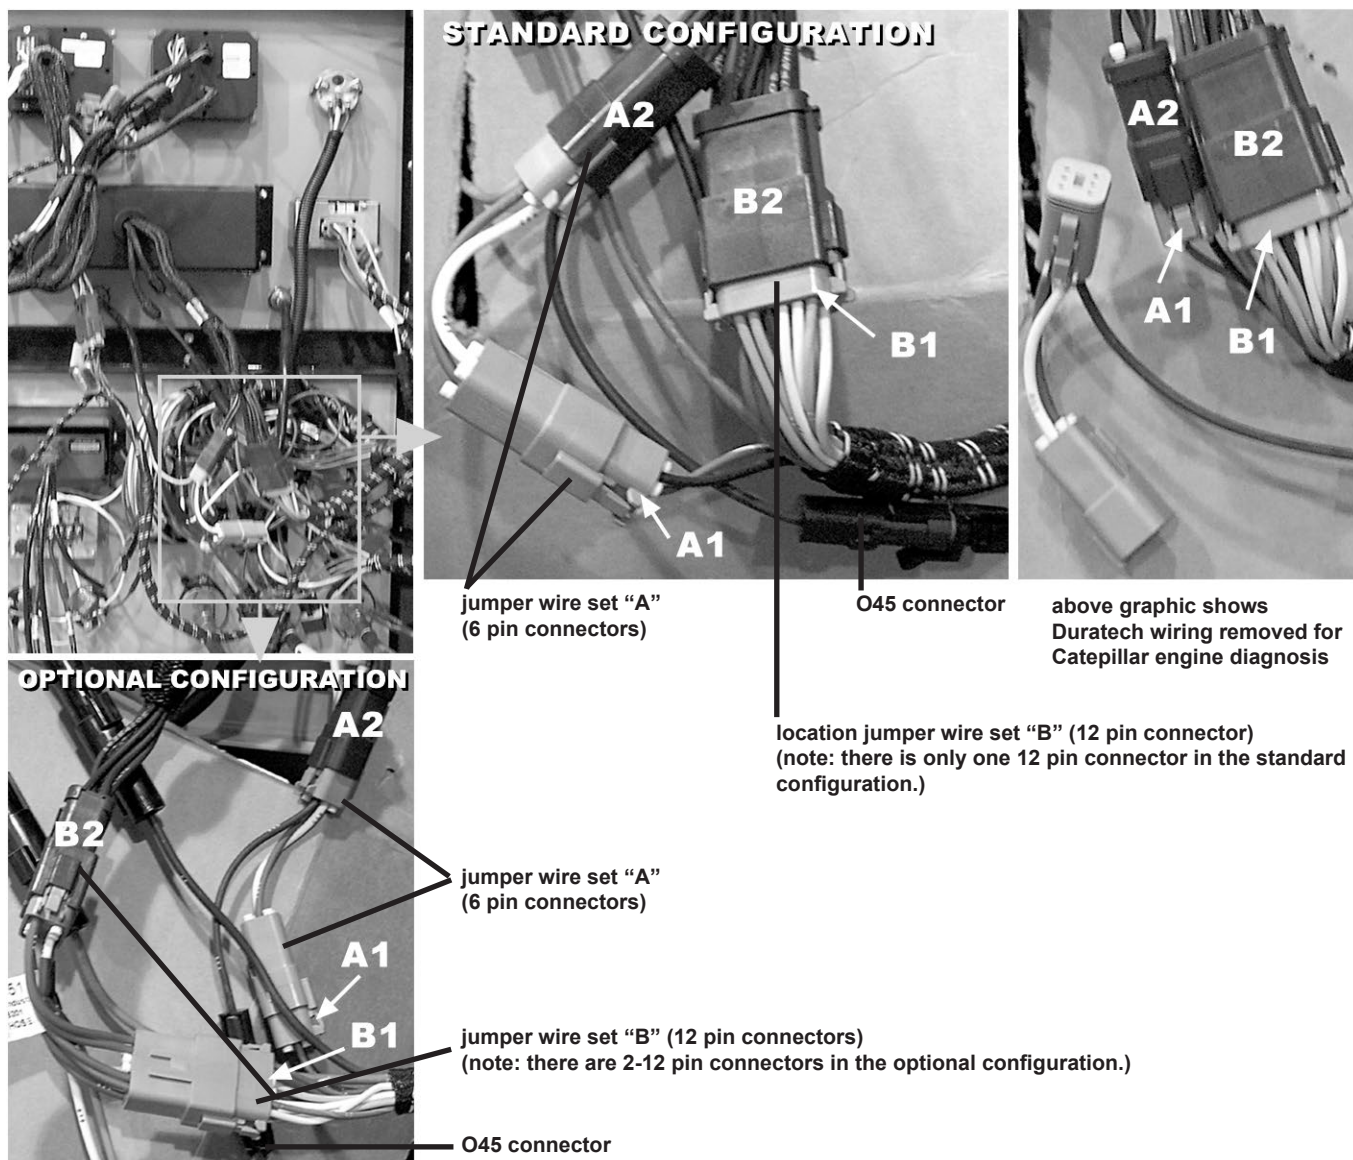 STANDARD CONFIGURATION
A2
B2
B1
A1
A2
B2
A1
B1
jumper wire set “A”
(6 pin connectors)
O45 connector
above graphic shows
Duratech wiring removed for
Catepillar engine diagnosis
location jumper wire set “B” (12 pin connector)
(note: there is only one 12 pin connector in the standard
configuration.)
OPTIONAL CONFIGURATION
A2
B2
A1
B1
jumper wire set “A”
(6 pin connectors)
jumper wire set “B” (12 pin connectors)
(note: there are 2-12 pin connectors in the optional configuration.)
O45 connector
51